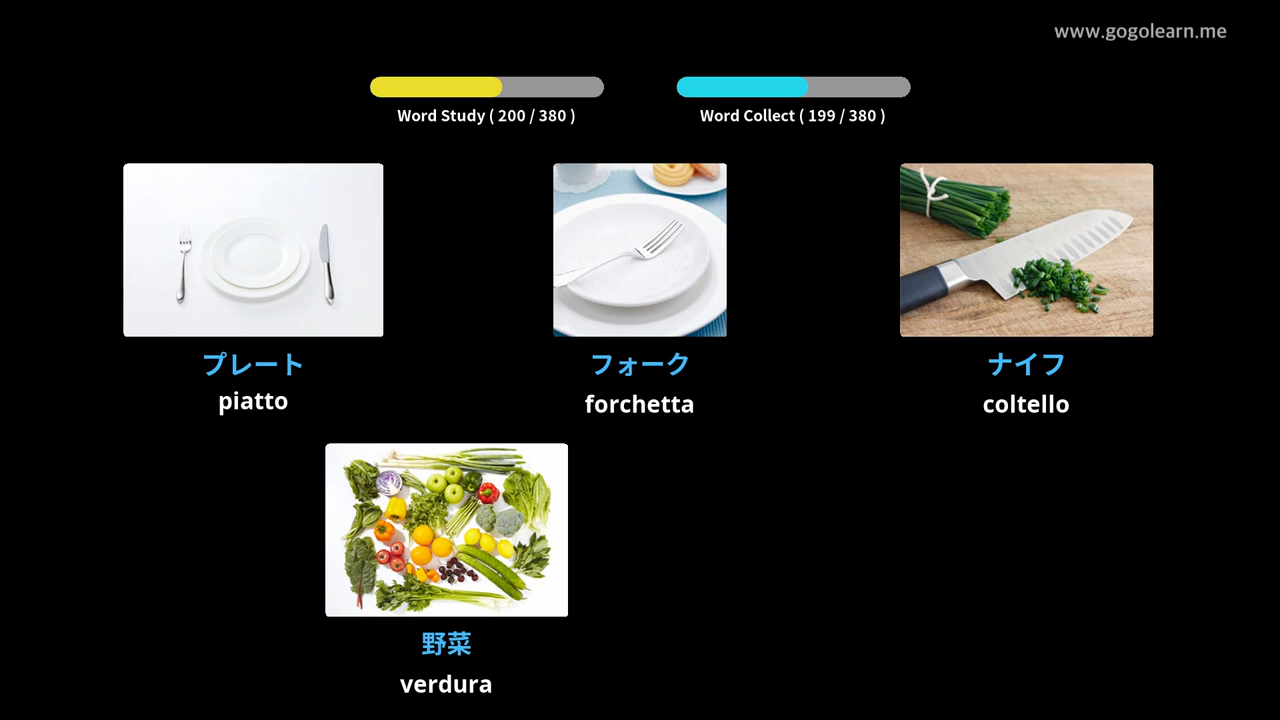 www.gogolearn.me
Word Study ( 200 / 380 )
Word Collect ( 199 / 380 )
プレート
piatto
フォーク
forchetta
ナイフ
coltello
野菜
verdura